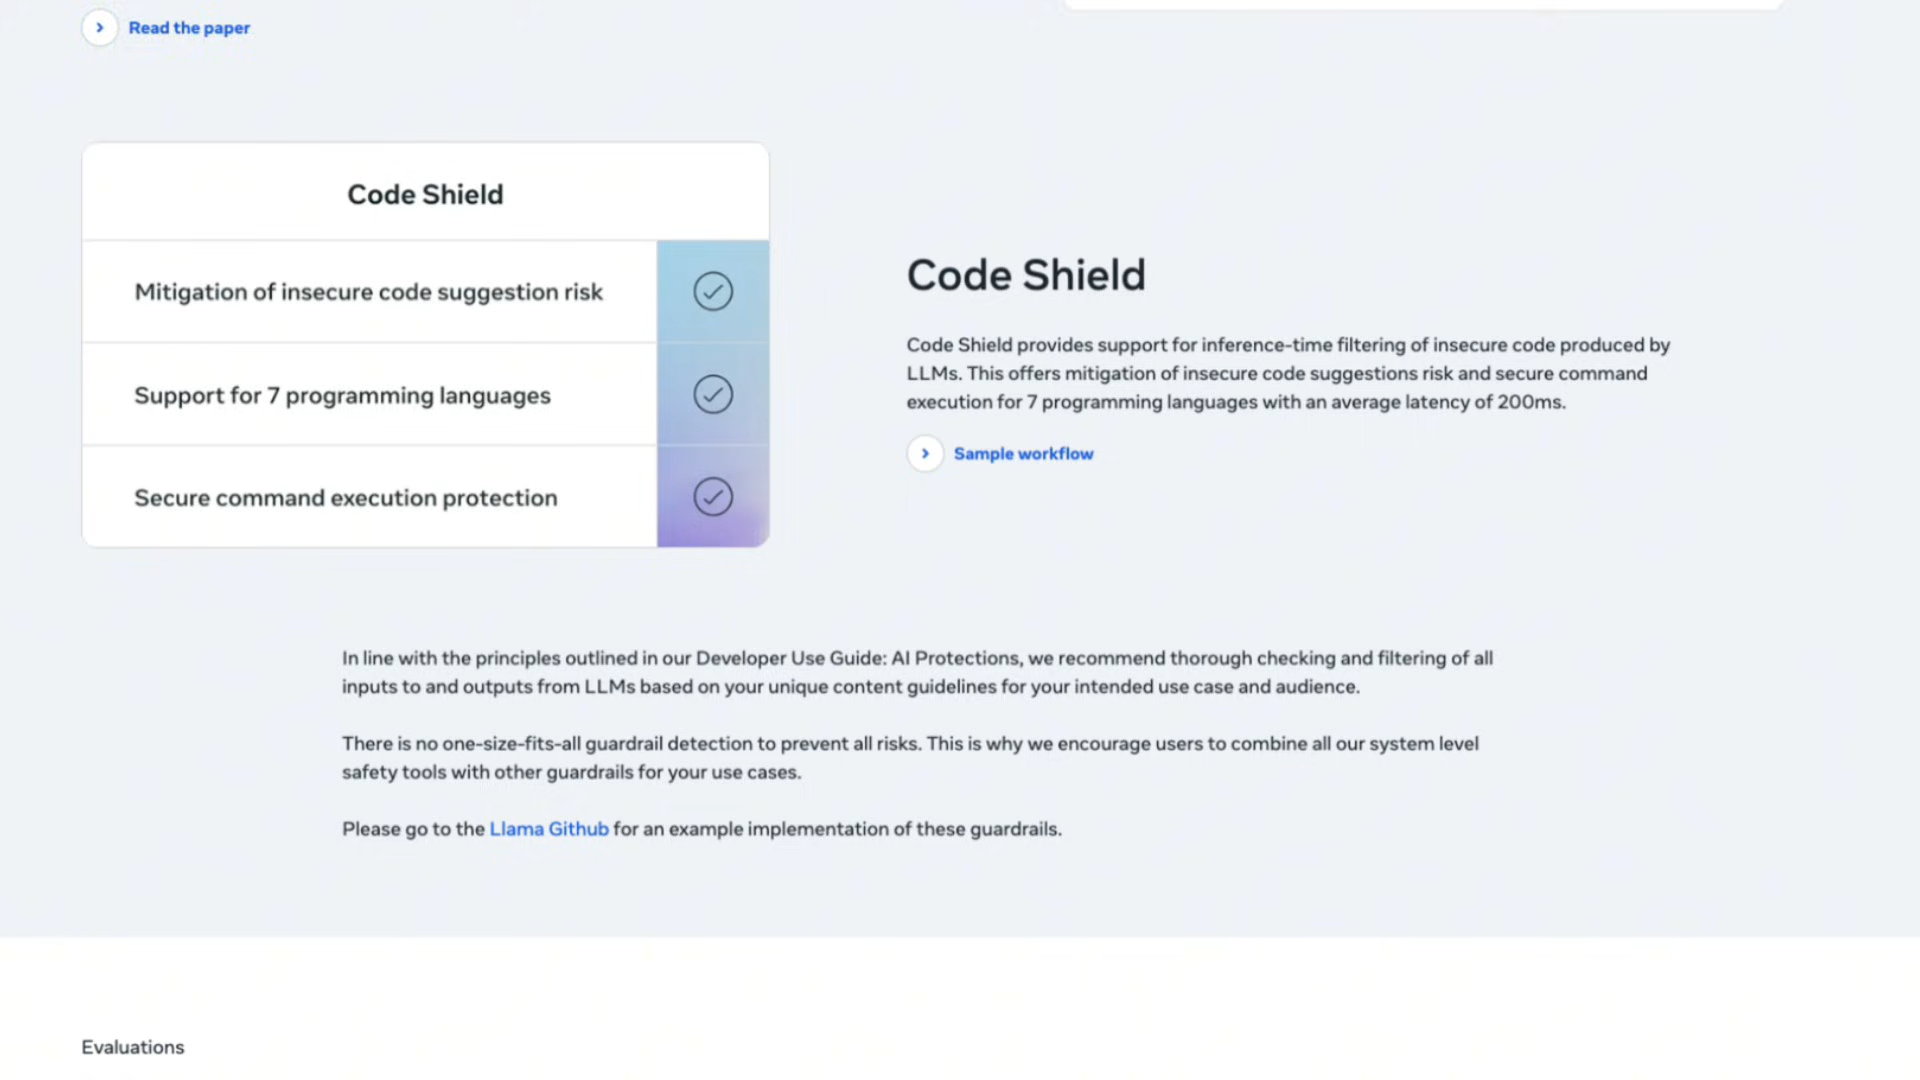 Read the paper
Code Shield
Mitigation of insecure code suggestion risk
Support for 7 programming languages
Secure command execution protection
Code Shield
Code Shield provides support for inference-time filtering of insecure code produced by
LLMs. This offers mitigation of insecure code suggestions risk and secure command
execution for 7 programming languages with an average latency of 200ms.
Sample workflow
In line with the principles outlined in our Developer Use Guide: AI Protections, we recommend thorough checking and filtering of all
inputs to and outputs from LLMs based on your unique content guidelines for your intended use case and audience.
There is no one-size-fits-all guardrail detection to prevent all risks. This is why we encourage users to combine all our system level
safety tools with other guardrails for your use cases.
Please go to the Llama Github for an example implementation of these guardrails.
Evaluations